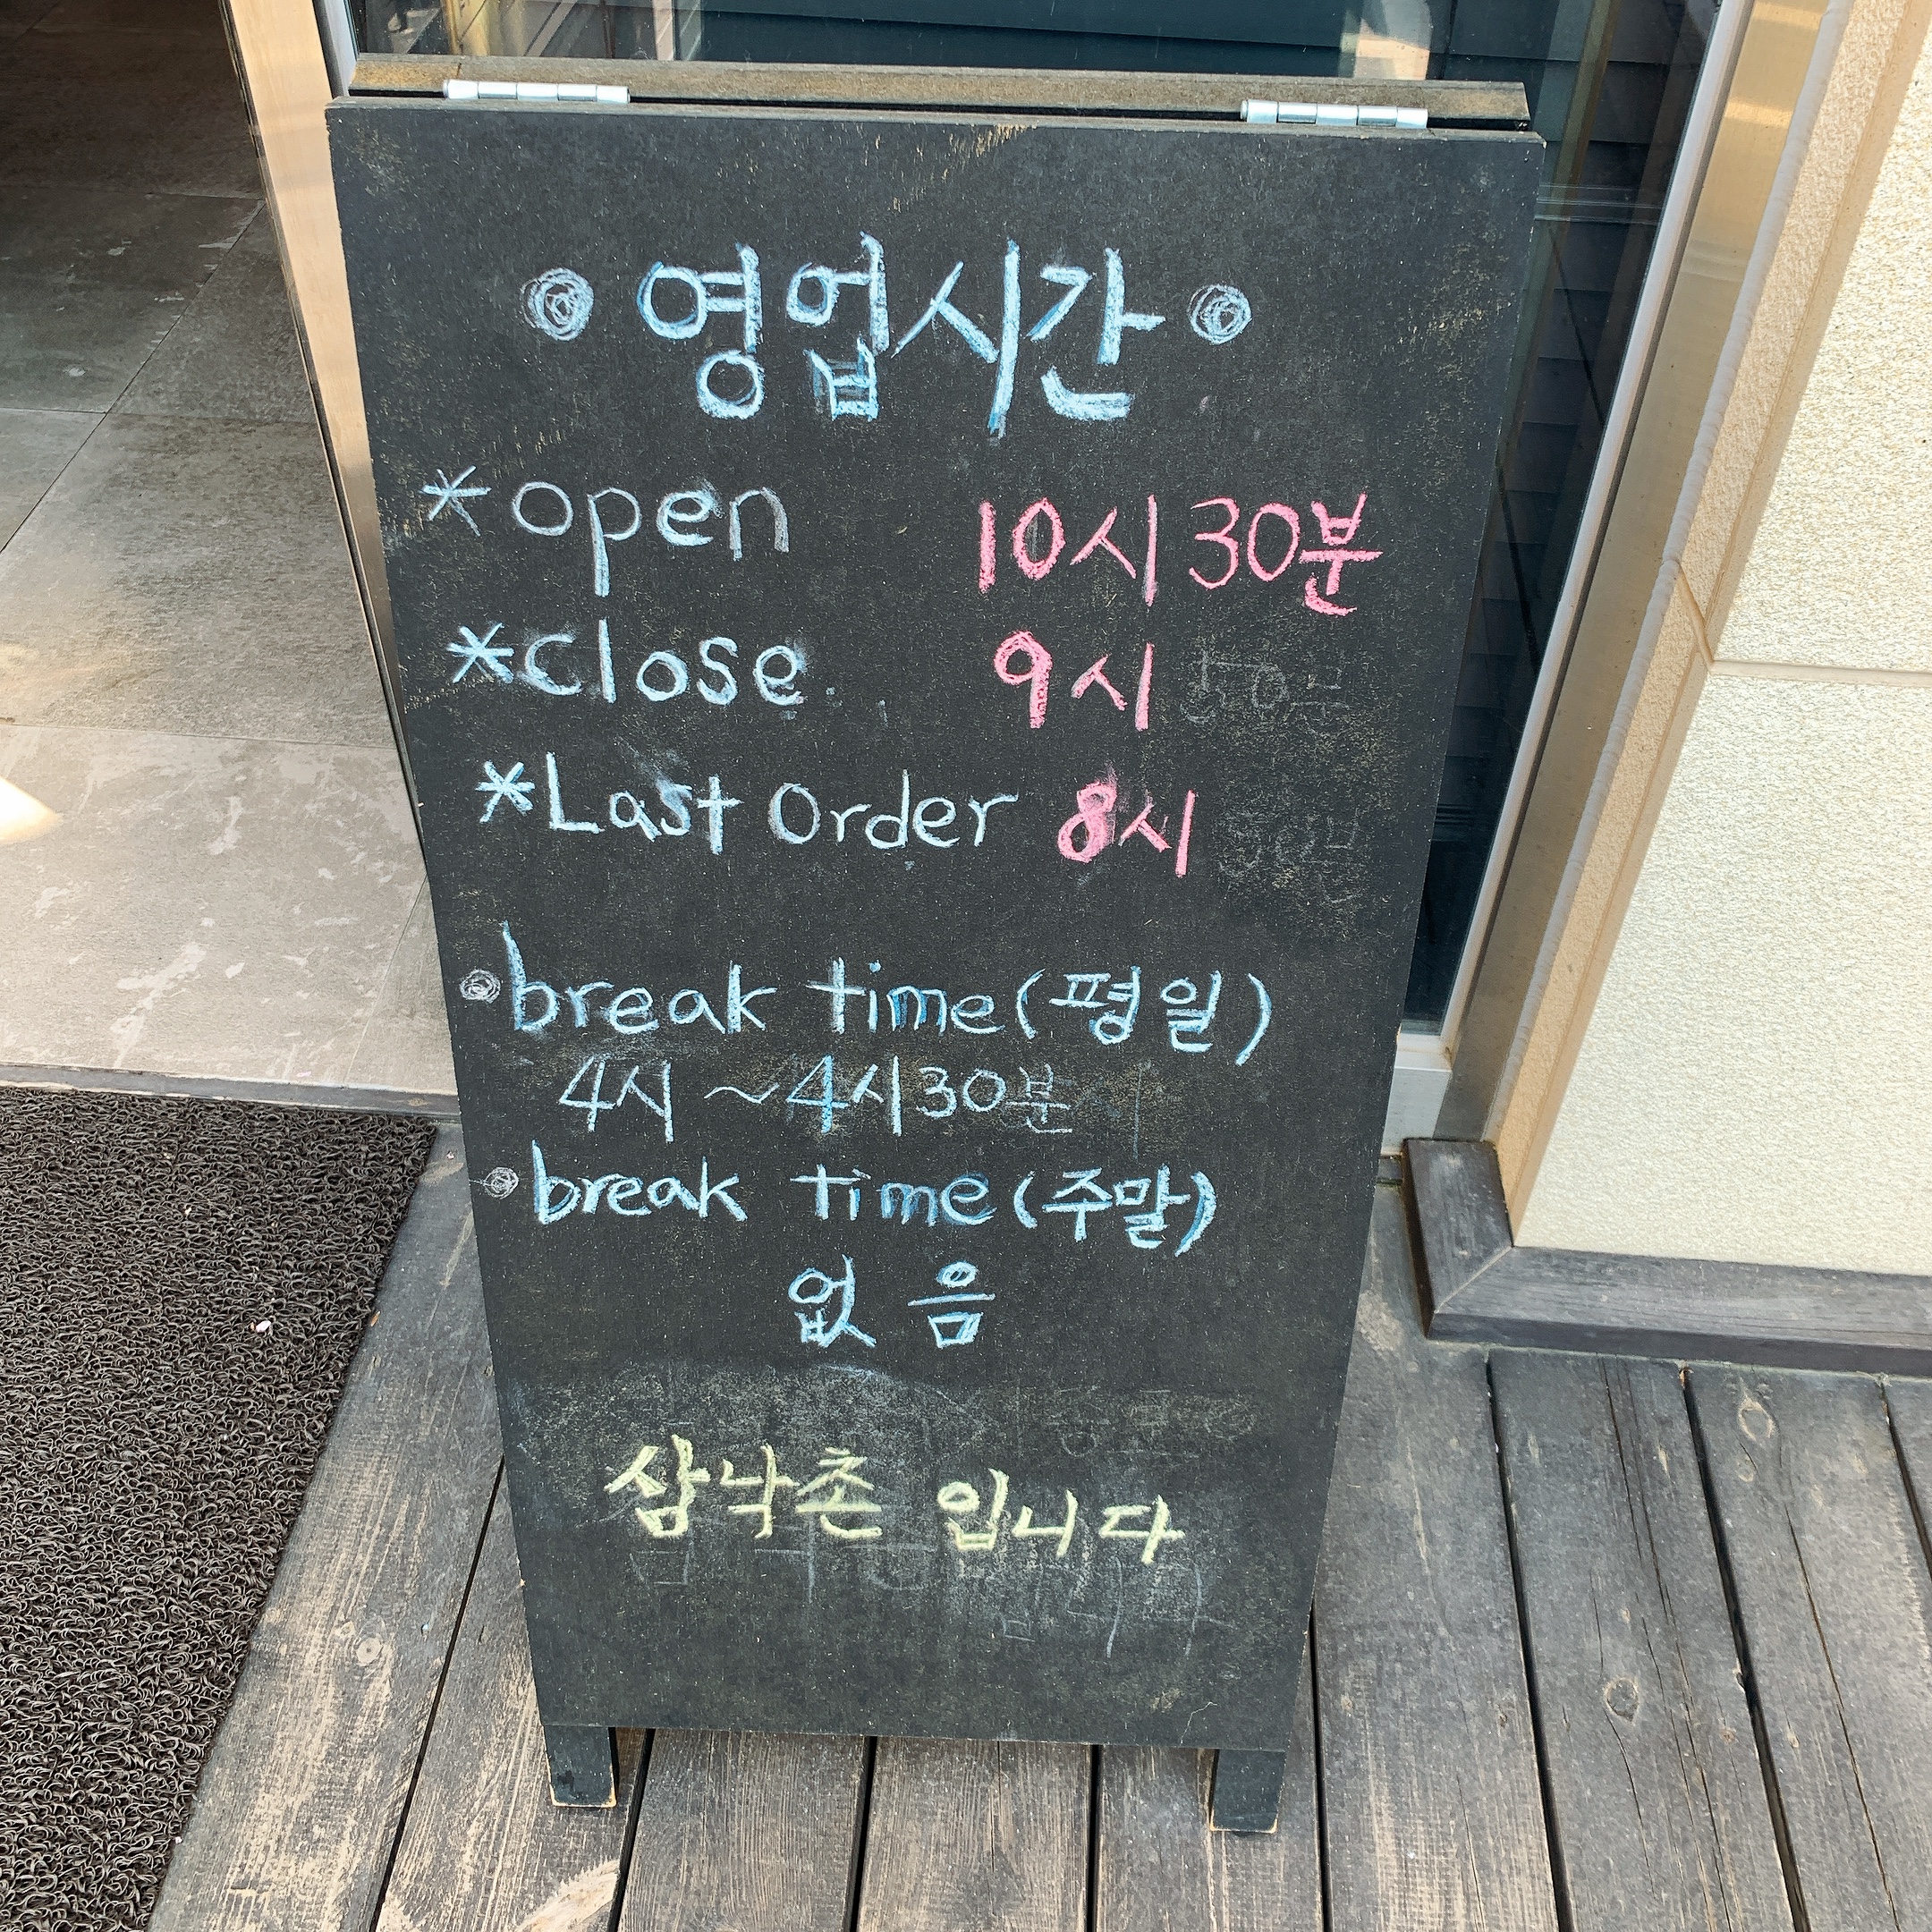 영업시간
*open 10시 30분
*close 9시
*Last Order 8시
break time (평일)
4시 ~ 4시 30분
break time (주말)
없음
삼낙촌 입니다